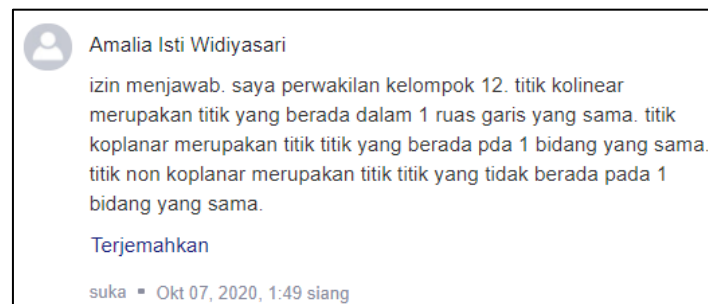 Amalia Isti Widiyasari
izin menjawab. saya perwakilan kelompok 12. titik kolinear
merupakan titik yang berada dalam 1 ruas garis yang sama. titik
koplanar merupakan titik titik yang berada pda 1 bidang yang sama.
titik non koplanar merupakan titik titik yang tidak berada pada 1
bidang yang sama.
Terjemahkan
suka ▪ Okt 07, 2020, 1:49 siang